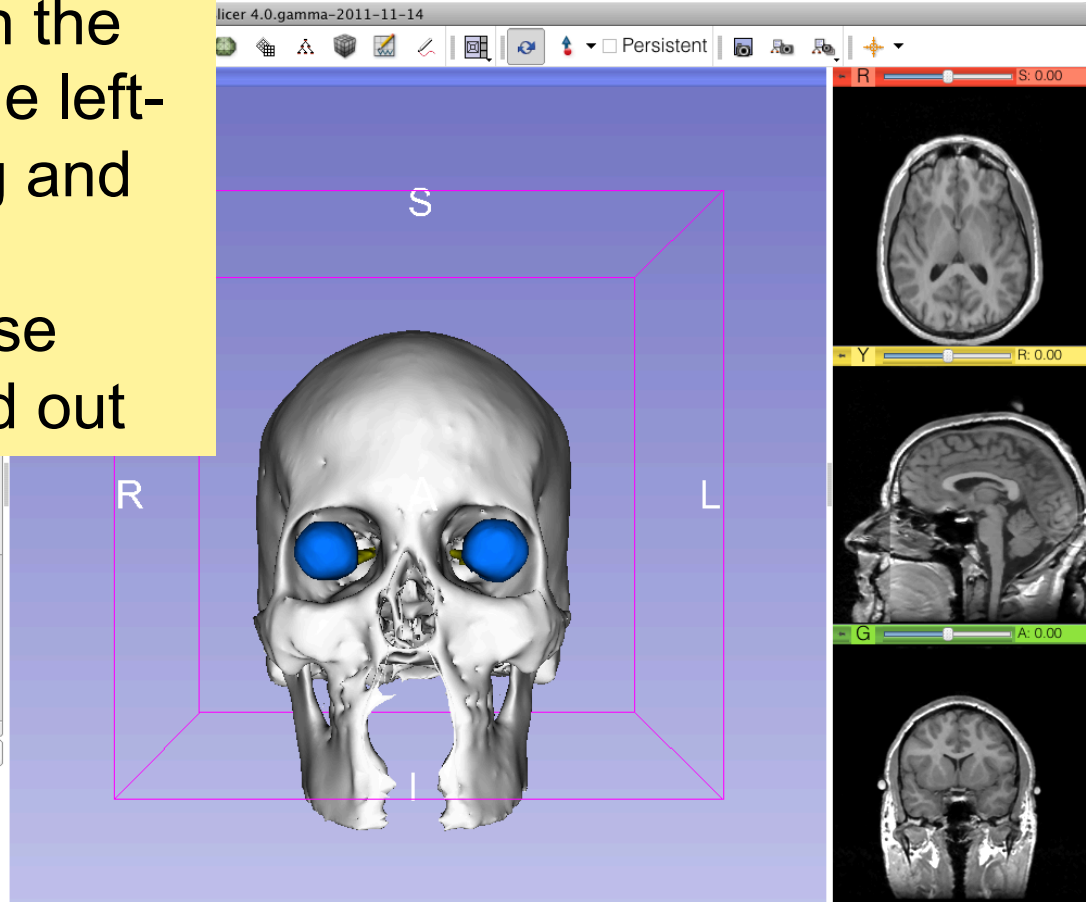 n the
e left-
g and
se
d out
licer 4.0.gamma-2011-11-14
Persistent
R S: 0.00
S
Y R: 0.00
R A L
G A: 0.00
I